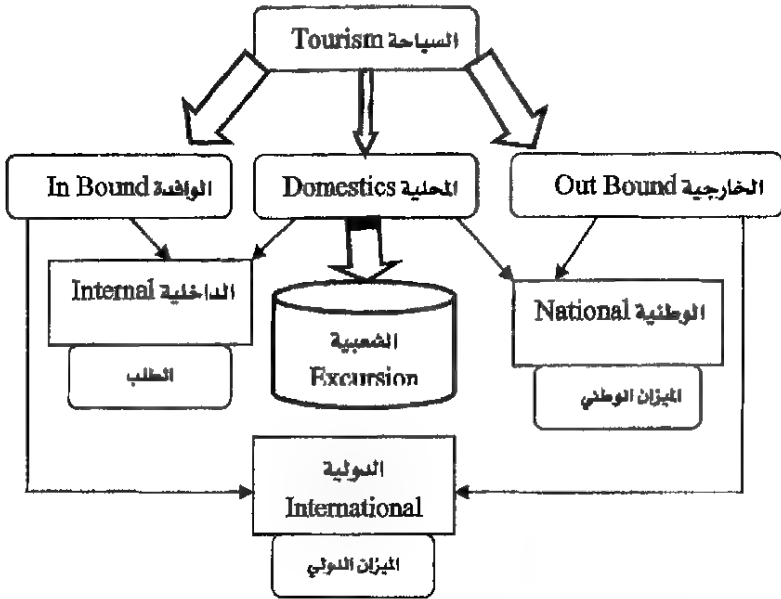 Tourism السياحة
In Bound الوافدة
Domestics المحلية
Out Bound الخارجية
Internal الداخلية
الشعبية
Excursion
National الوطنية
الطلب
الميزان الوطني
الدولية
International
الميزان الدولي